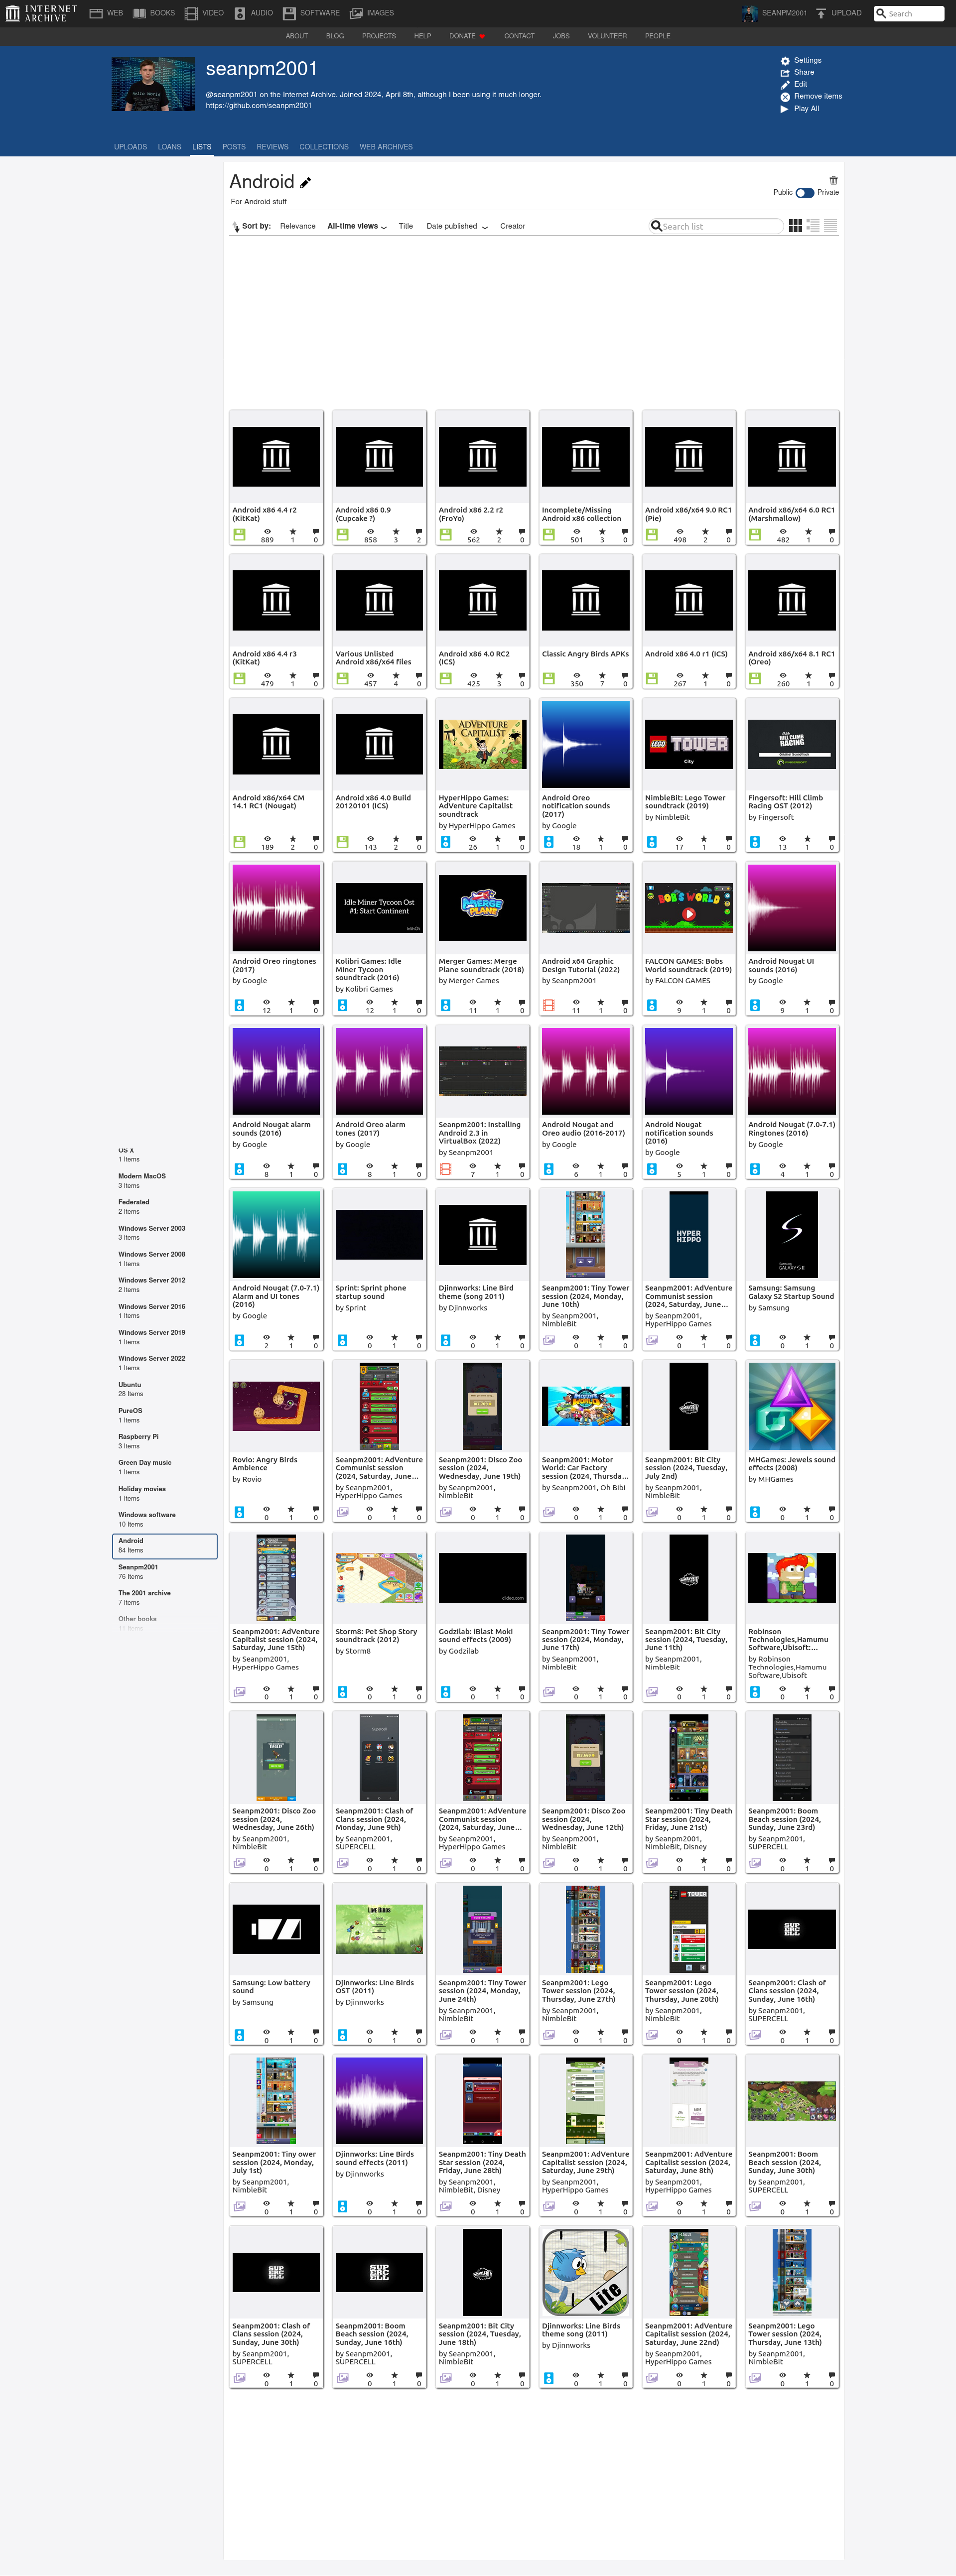 INTERNET
ARCHIVE
WEB
BOOKS
VIDEO
AUDIO
SOFTWARE
IMAGES
SEANPM2001
UPLOAD
Search
ABOUT
BLOG
PROJECTS
HELP
DONATE
CONTACT
JOBS
VOLUNTEER
PEOPLE
seanpm2001
@seanpm2001 on the Internet Archive. Joined 2024, April 8th, although I been using it much longer.
https://github.com/seanpm2001
Settings
Share
Edit
Remove items
Play All
UPLOADS
LOANS
LISTS
POSTS
REVIEWS
COLLECTIONS
WEB ARCHIVES
Android
For Android stuff
Public
Private
Sort by:
Relevance
All-time views
Title
Date published
Creator
Search list
Android x86 4.4 r2
(KitKat)
889 1 0
Android x86 0.9
(Cupcake ?)
858 3 2
Android x86 2.2 r2
(FroYo)
562 2 0
Incomplete/Missing
Android x86 collection
501 3 0
Android x86/x64 9.0 RC1
(Pie)
498 2 0
Android x86/x64 6.0 RC1
(Marshmallow)
482 1 0
Android x86 4.4 r3
(KitKat)
479 1 0
Various Unlisted
Android x86/x64 files
457 4 0
Android x86 4.0 RC2
(ICS)
425 3 0
Classic Angry Birds APKs
350 7 0
Android x86 4.0 r1 (ICS)
267 1 0
Android x86/x64 8.1 RC1
(Oreo)
260 1 0
Android x86/x64 CM
14.1 RC1 (Nougat)
189 2 0
Android x86 4.0 Build
20120101 (ICS)
143 2 0
ADVENTURE
CAPITALIST
HyperHippo Games:
AdVenture Capitalist
soundtrack
by HyperHippo Games
26 1 0
Android Oreo
notification sounds
(2017)
by Google
18 1 0
LEGO TOWER
City
NimbleBit: Lego Tower
soundtrack (2019)
by NimbleBit
17 1 0
HILL CLIMB
RACING
Fingersoft: Hill Climb
Racing OST (2012)
by Fingersoft
13 1 0
Android Oreo ringtones
(2017)
by Google
12 1 0
Idle Miner Tycoon Ost
#1: Start Continent
Kolibri Games: Idle
Miner Tycoon
soundtrack (2016)
by Kolibri Games
12 1 0
MERGE
PLANE
Merger Games: Merge
Plane soundtrack (2018)
by Merger Games
11 1 0
Android x64 Graphic
Design Tutorial (2022)
by Seanpm2001
11 1 0
BOB'S WORLD
FALCON GAMES: Bobs
World soundtrack (2019)
by FALCON GAMES
9 1 0
Android Nougat UI
sounds (2016)
by Google
9 1 0
Android Nougat alarm
sounds (2016)
by Google
8 1 0
Android Oreo alarm
tones (2017)
by Google
8 1 0
Seanpm2001: Installing
Android 2.3 in
VirtualBox (2022)
by Seanpm2001
7 1 0
Android Nougat and
Oreo audio (2016-2017)
by Google
6 1 0
Android Nougat
notification sounds
(2016)
by Google
5 1 0
Android Nougat (7.0-7.1)
Ringtones (2016)
by Google
4 1 0
OS X
1 Items
Modern MacOS
3 Items
Federated
2 Items
Windows Server 2003
3 Items
Windows Server 2008
1 Items
Windows Server 2012
2 Items
Windows Server 2016
1 Items
Windows Server 2019
1 Items
Windows Server 2022
1 Items
Ubuntu
28 Items
PureOS
1 Items
Raspberry Pi
3 Items
Green Day music
1 Items
Holiday movies
1 Items
Windows software
10 Items
Android
84 Items
Seanpm2001
76 Items
The 2001 archive
7 Items
Other books
11 Items
Android Nougat (7.0-7.1)
Alarm and UI tones
(2016)
by Google
2 1 0
Sprint: Sprint phone
startup sound
by Sprint
0 1 0
Djinnworks: Line Bird
theme (song 2011)
by Djinnworks
0 1 0
Seanpm2001: Tiny Tower
session (2024, Monday,
June 10th)
by Seanpm2001,
NimbleBit
0 1 0
HYPER
HIPPO
Seanpm2001: AdVenture
Communist session
(2024, Saturday, June...
by Seanpm2001,
HyperHippo Games
0 1 0
Samsung
GALAXY S II
Samsung: Samsung
Galaxy S2 Startup Sound
by Samsung
0 1 0
Rovio: Angry Birds
Ambience
by Rovio
0 1 0
Seanpm2001: AdVenture
Communist session
(2024, Saturday, June...
by Seanpm2001,
HyperHippo Games
0 1 0
Seanpm2001: Disco Zoo
session (2024,
Wednesday, June 19th)
by Seanpm2001,
NimbleBit
0 1 0
Seanpm2001: Motor
World: Car Factory
session (2024, Thursda...
by Seanpm2001, Oh Bibi
0 1 0
Seanpm2001: Bit City
session (2024, Tuesday,
July 2nd)
by Seanpm2001,
NimbleBit
0 1 0
MHGames: Jewels sound
effects (2008)
by MHGames
0 1 0
Seanpm2001: AdVenture
Capitalist session (2024,
Saturday, June 15th)
by Seanpm2001,
HyperHippo Games
0 1 0
Storm8: Pet Shop Story
soundtrack (2012)
by Storm8
0 1 0
Godzilab: iBlast Moki
sound effects (2009)
by Godzilab
0 1 0
Seanpm2001: Tiny Tower
session (2024, Monday,
June 17th)
by Seanpm2001,
NimbleBit
0 1 0
Seanpm2001: Bit City
session (2024, Tuesday,
June 11th)
by Seanpm2001,
NimbleBit
0 1 0
Robinson
Technologies,Hamumu
Software,Ubisoft:...
by Robinson
Technologies,Hamumu
Software,Ubisoft
0 1 0
Seanpm2001: Disco Zoo
session (2024,
Wednesday, June 26th)
by Seanpm2001,
NimbleBit
0 1 0
Seanpm2001: Clash of
Clans session (2024,
Monday, June 9th)
by Seanpm2001,
SUPERCELL
0 1 0
Seanpm2001: AdVenture
Communist session
(2024, Saturday, June...
by Seanpm2001,
HyperHippo Games
0 1 0
Seanpm2001: Disco Zoo
session (2024,
Wednesday, June 12th)
by Seanpm2001,
NimbleBit
0 1 0
Seanpm2001: Tiny Death
Star session (2024,
Friday, June 21st)
by Seanpm2001,
NimbleBit, Disney
0 1 0
Seanpm2001: Boom
Beach session (2024,
Sunday, June 23rd)
by Seanpm2001,
SUPERCELL
0 1 0
Samsung: Low battery
sound
by Samsung
0 1 0
LINE BIRDS
Djinnworks: Line Birds
OST (2011)
by Djinnworks
0 1 0
Seanpm2001: Tiny Tower
session (2024, Monday,
June 24th)
by Seanpm2001,
NimbleBit
0 1 0
Seanpm2001: Lego
Tower session (2024,
Thursday, June 27th)
by Seanpm2001,
NimbleBit
0 1 0
TOWER
Seanpm2001: Lego
Tower session (2024,
Thursday, June 20th)
by Seanpm2001,
NimbleBit
0 1 0
SUP
ERC
ELL
Seanpm2001: Clash of
Clans session (2024,
Sunday, June 16th)
by Seanpm2001,
SUPERCELL
0 1 0
Seanpm2001: Tiny ower
session (2024, Monday,
July 1st)
by Seanpm2001,
NimbleBit
0 1 0
Djinnworks: Line Birds
sound effects (2011)
by Djinnworks
0 1 0
Seanpm2001: Tiny Death
Star session (2024,
Friday, June 28th)
by Seanpm2001,
NimbleBit, Disney
0 1 0
Seanpm2001: AdVenture
Capitalist session (2024,
Saturday, June 29th)
by Seanpm2001,
HyperHippo Games
0 1 0
Seanpm2001: AdVenture
Capitalist session (2024,
Saturday, June 8th)
by Seanpm2001,
HyperHippo Games
0 1 0
Seanpm2001: Boom
Beach session (2024,
Sunday, June 30th)
by Seanpm2001,
SUPERCELL
0 1 0
SUP
ERC
ELL
Seanpm2001: Clash of
Clans session (2024,
Sunday, June 30th)
by Seanpm2001,
SUPERCELL
0 1 0
SUP
ERC
ELL
Seanpm2001: Boom
Beach session (2024,
Sunday, June 16th)
by Seanpm2001,
SUPERCELL
0 1 0
Seanpm2001: Bit City
session (2024, Tuesday,
June 18th)
by Seanpm2001,
NimbleBit
0 1 0
Lite
Djinnworks: Line Birds
theme song (2011)
by Djinnworks
0 1 0
Seanpm2001: AdVenture
Capitalist session (2024,
Saturday, June 22nd)
by Seanpm2001,
HyperHippo Games
0 1 0
Seanpm2001: Lego
Tower session (2024,
Thursday, June 13th)
by Seanpm2001,
NimbleBit
0 1 0